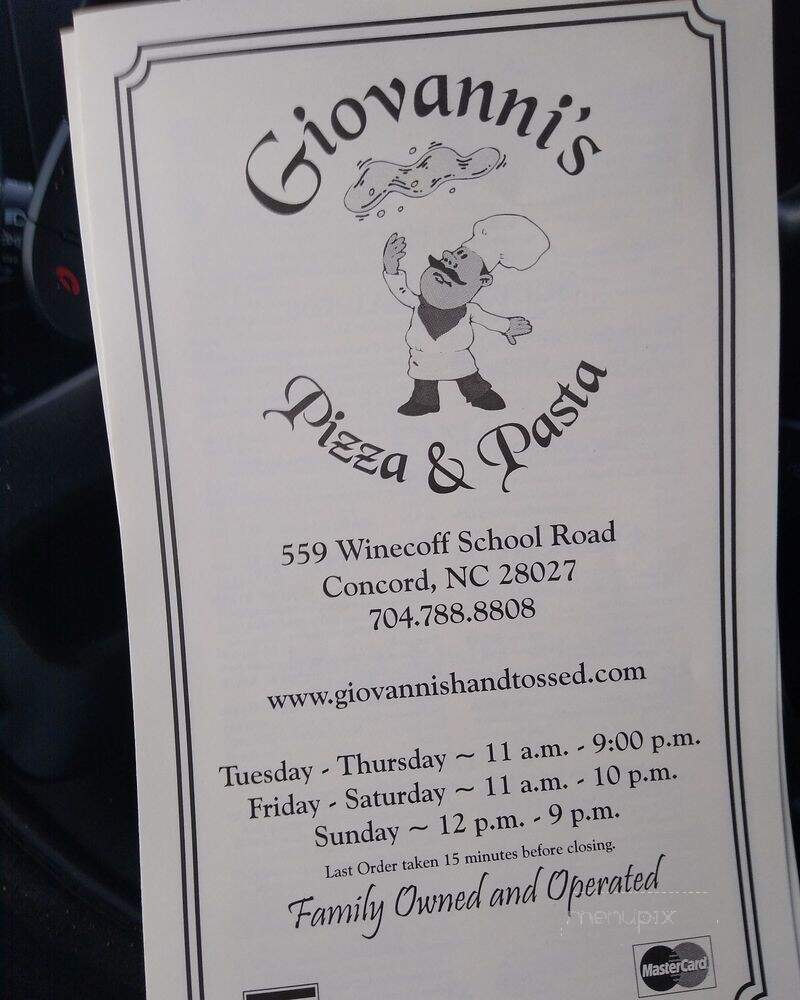 Giovanni's
Pizza & Pasta
559 Winecoff School Road
Concord, NC 28027
704.788.8808
www.giovannishandtossed.com
Tuesday - Thursday ~ 11 a.m. - 9:00 p.m.
Friday - Saturday ~ 11 a.m. - 10 p.m.
Sunday ~ 12 p.m. - 9 p.m.
Last Order taken 15 minutes before closing.
Family Owned and Operated
menupix
MasterCard